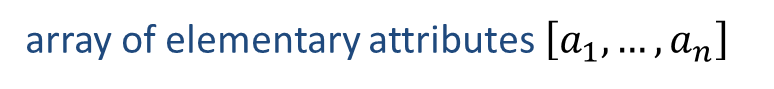 array of elementary attributes [a₁, … , aₙ]